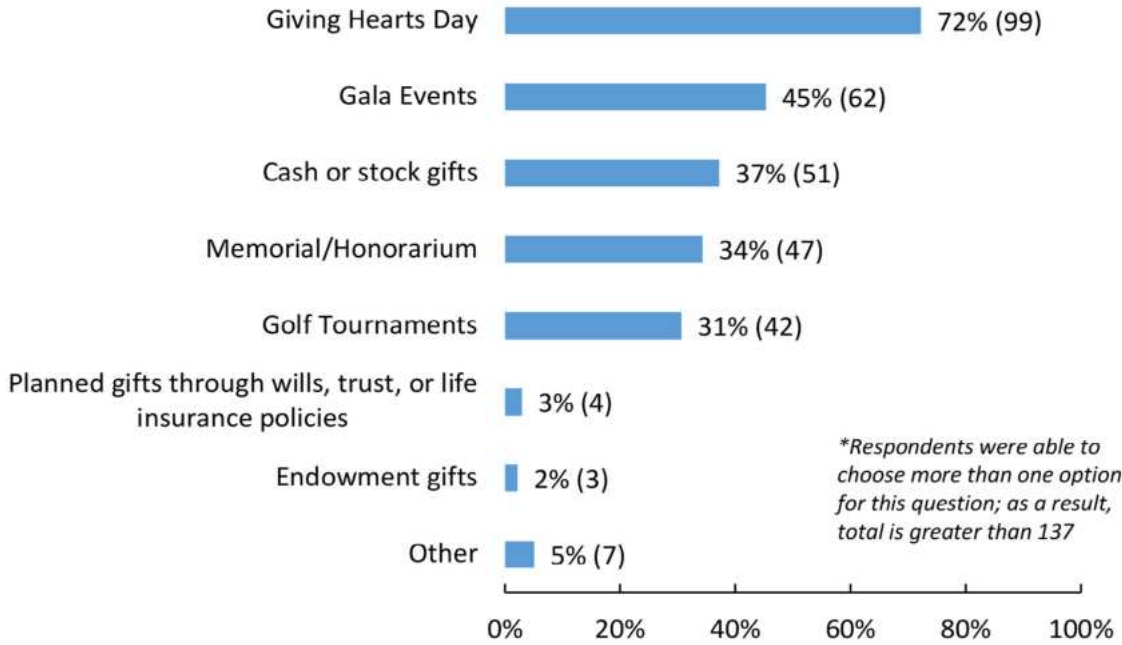 Giving Hearts Day 72% (99)
Gala Events 45% (62)
Cash or stock gifts 37% (51)
Memorial/Honorarium 34% (47)
Golf Tournaments 31% (42)
Planned gifts through wills, trust, or life
insurance policies
3% (4)
Endowment gifts 2% (3)
Other 5% (7)
*Respondents were able to
choose more than one option
for this question; as a result,
total is greater than 137
0% 20% 40% 60% 80% 100%